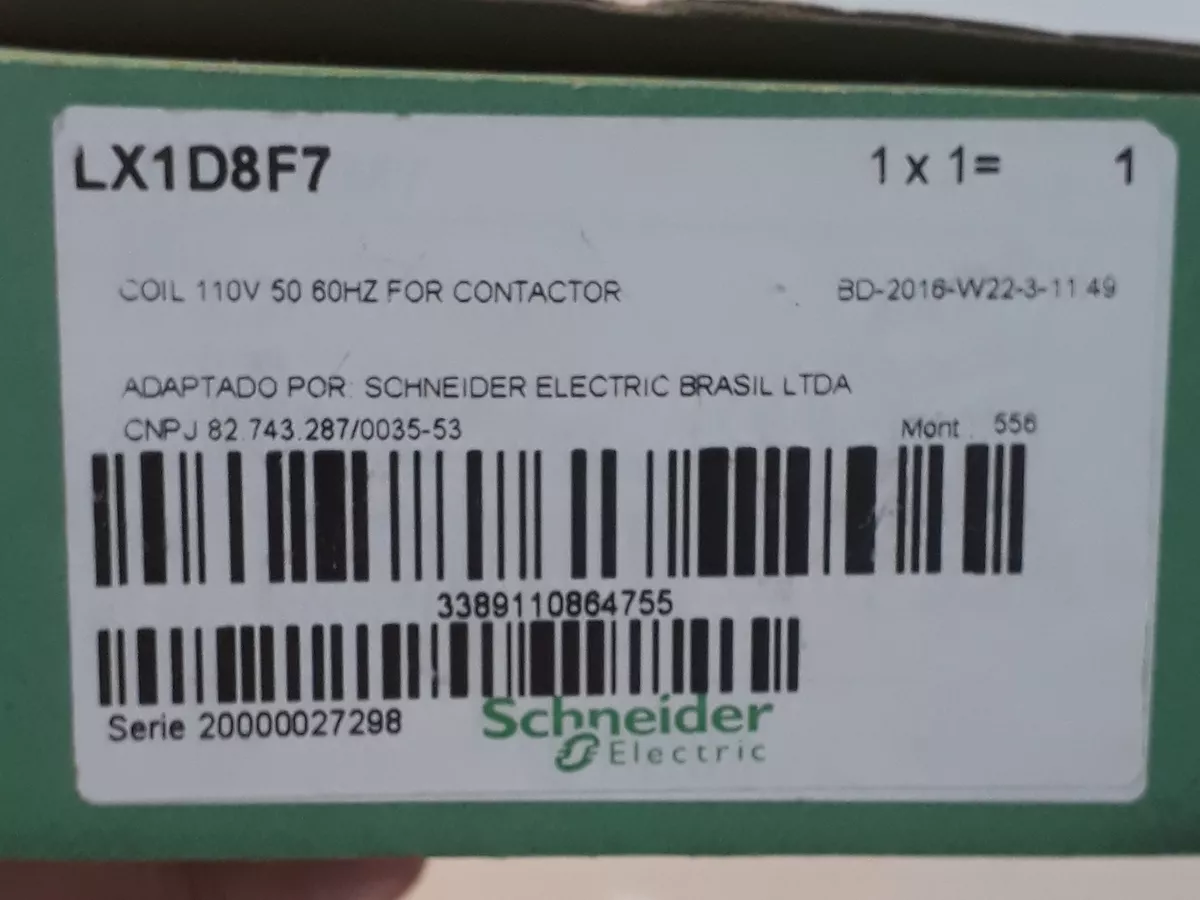 LX1D8F7 1 x 1= 1
COIL 110V 50 60HZ FOR CONTACTOR BD-2016-W22-3-11 49
ADAPTADO POR: SCHNEIDER ELECTRIC BRASIL LTDA
CNPJ 82.743.287/0035-53 Mont. 556
3389110864755
Serie 20000027298
Schneider
Electric